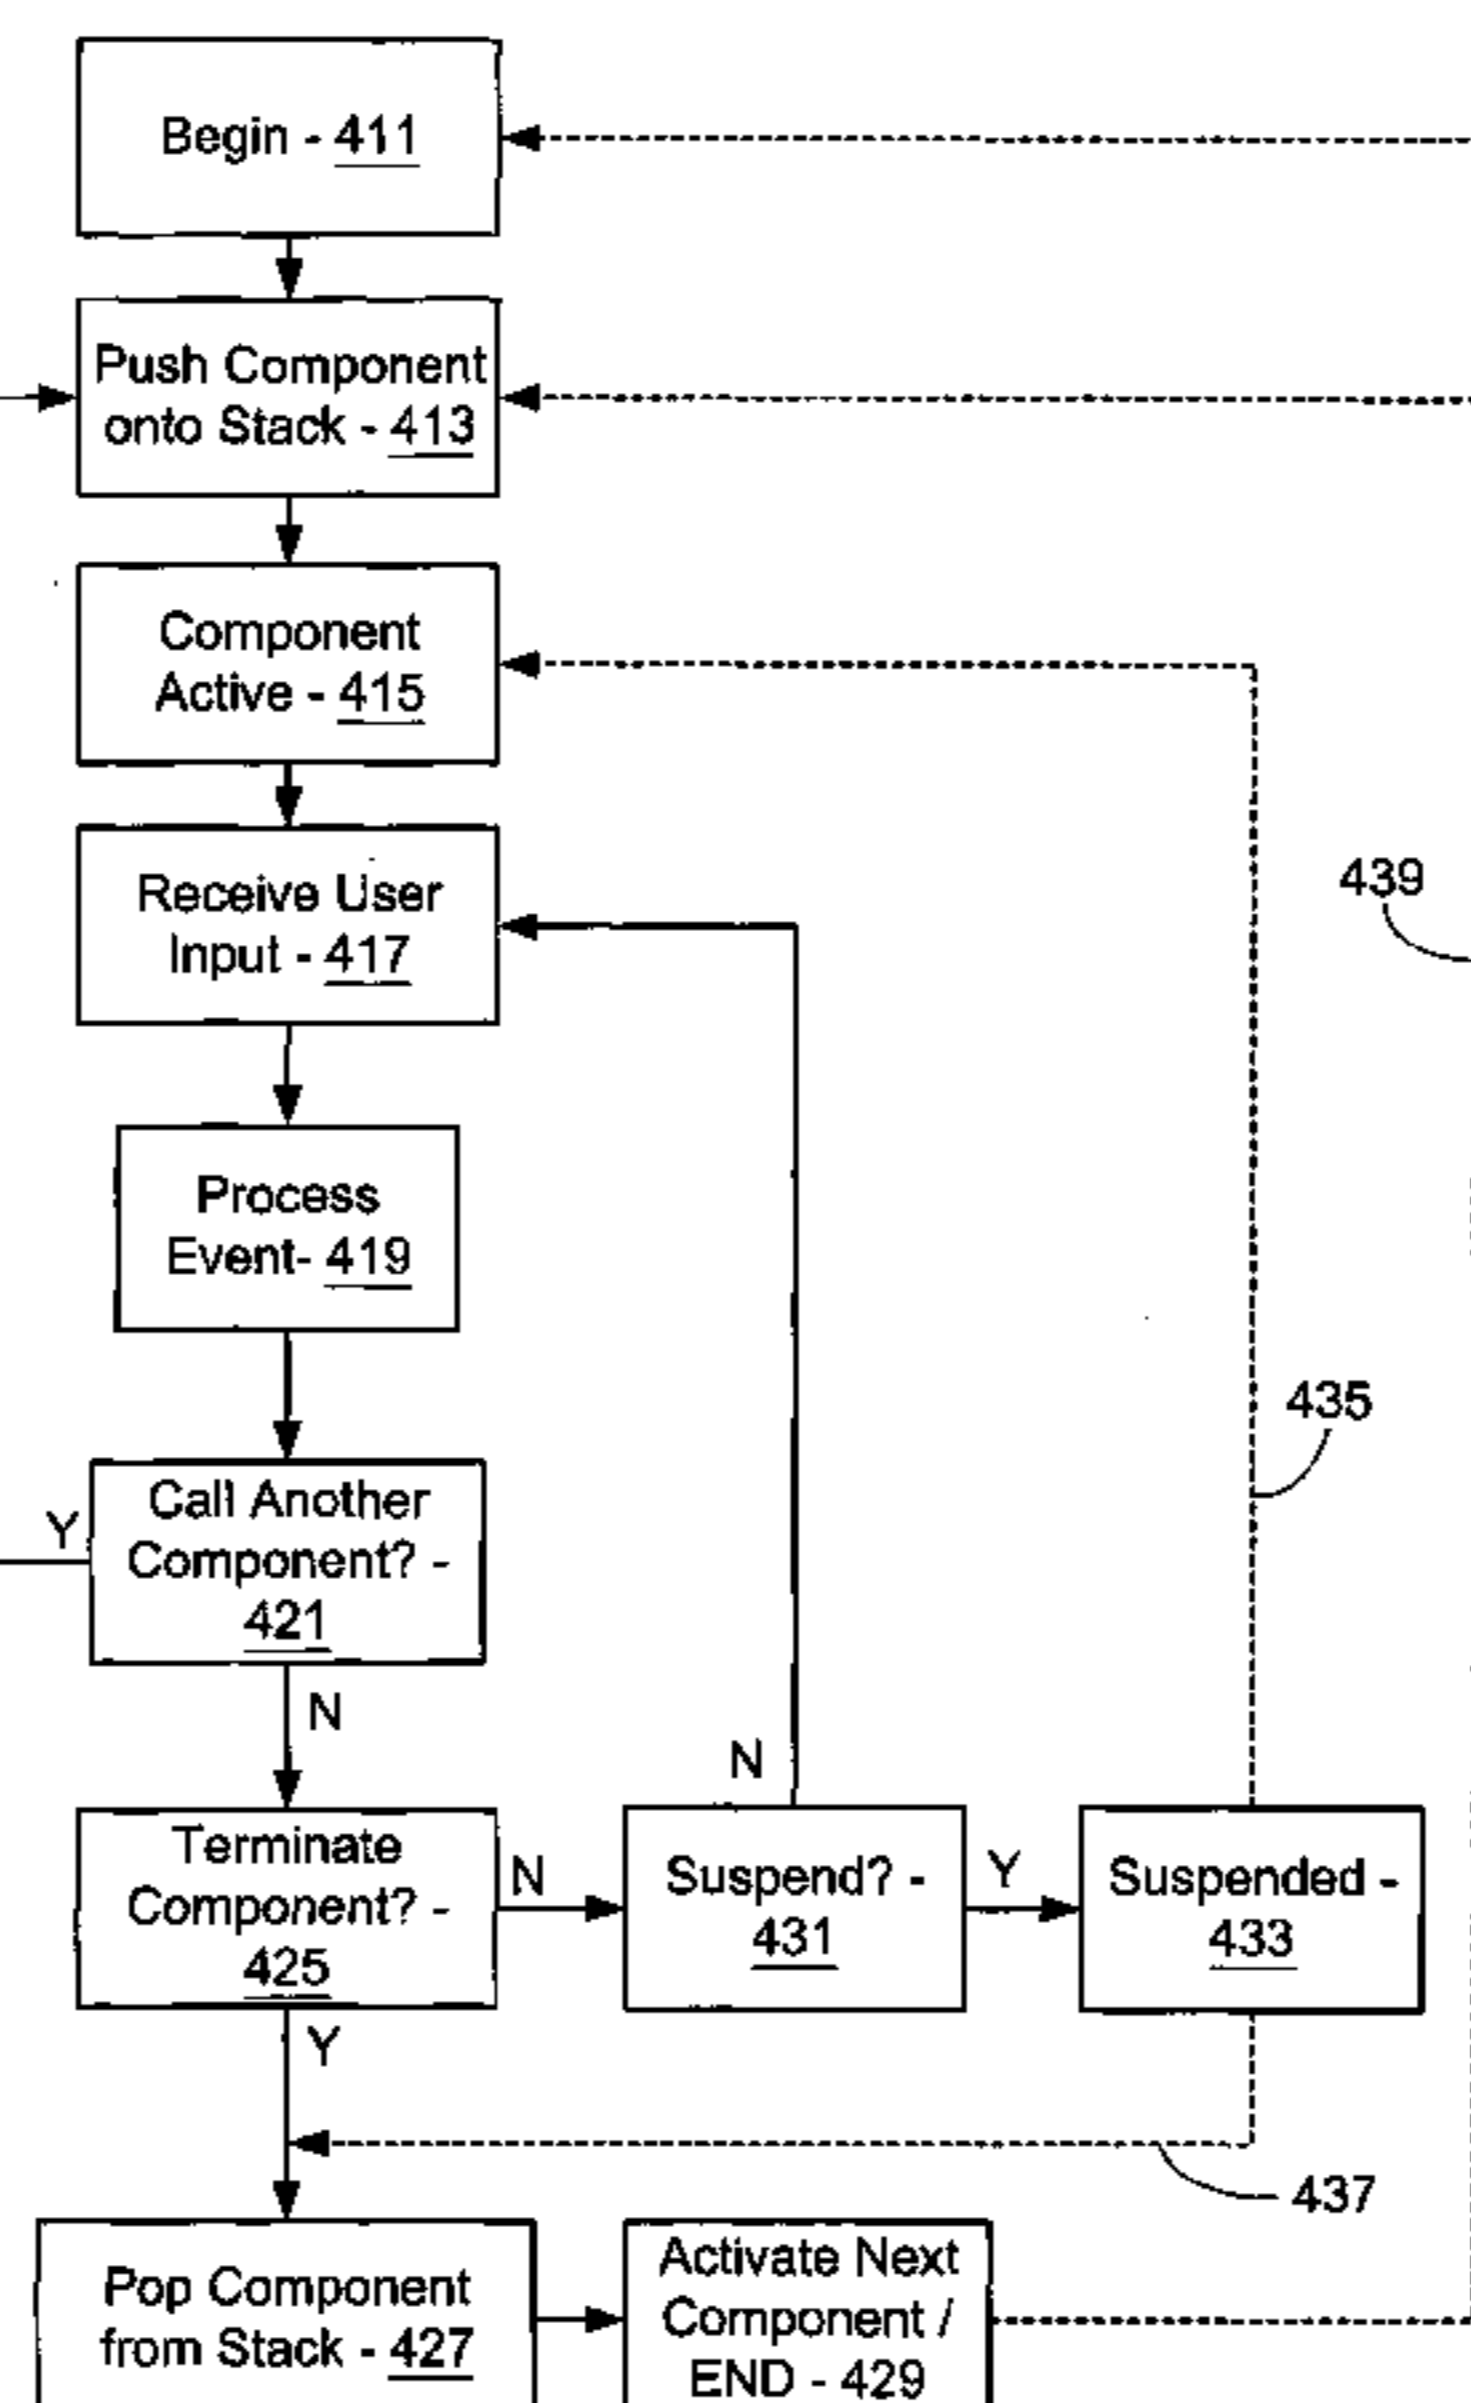 Begin - 411
Push Component
onto Stack - 413
Component
Active - 415
Receive User
Input - 417
439
Process
Event- 419
435
Call Another
Component? -
421
Y
N
N
Terminate
Component? -
425
N
Suspend? -
431
Y
Suspended -
433
Y
437
Pop Component
from Stack - 427
Activate Next
Component /
END - 429